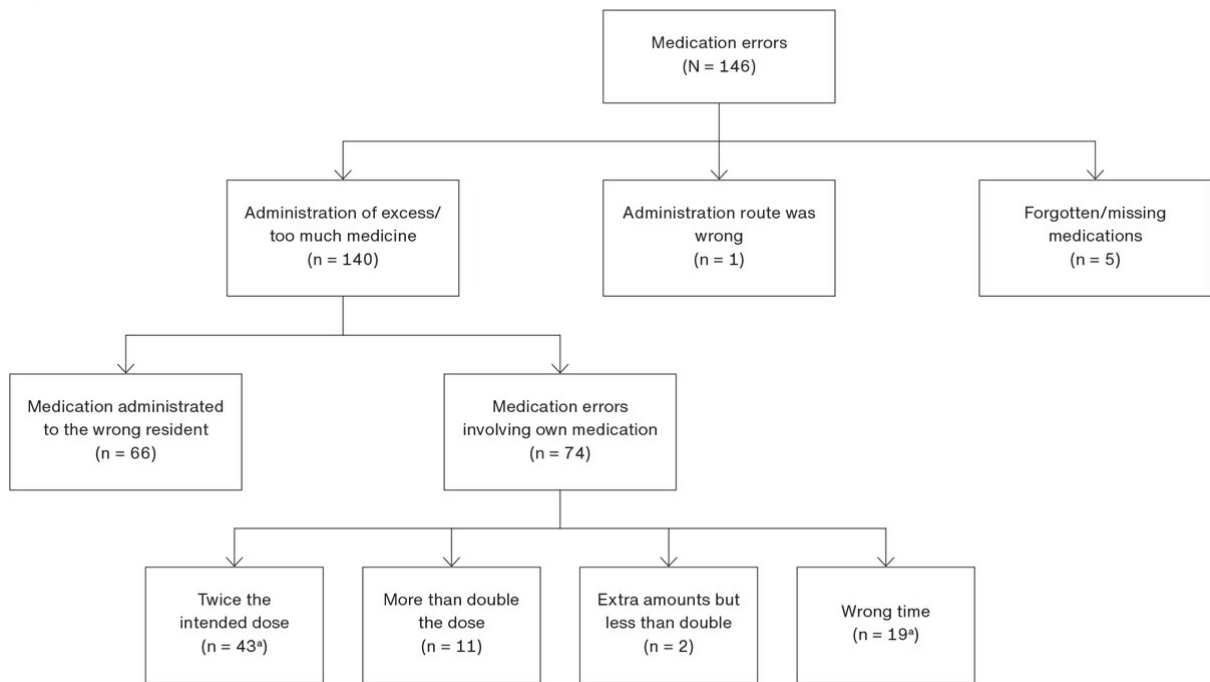 Medication errors
(N = 146)
Administration of excess/
too much medicine
(n = 140)
Administration route was
wrong
(n = 1)
Forgotten/missing
medications
(n = 5)
Medication administrated
to the wrong resident
(n = 66)
Medication errors
involving own medication
(n = 74)
Twice the
intended dose
(n = 43ᵃ)
More than double
the dose
(n = 11)
Extra amounts but
less than double
(n = 2)
Wrong time
(n = 19ᵃ)